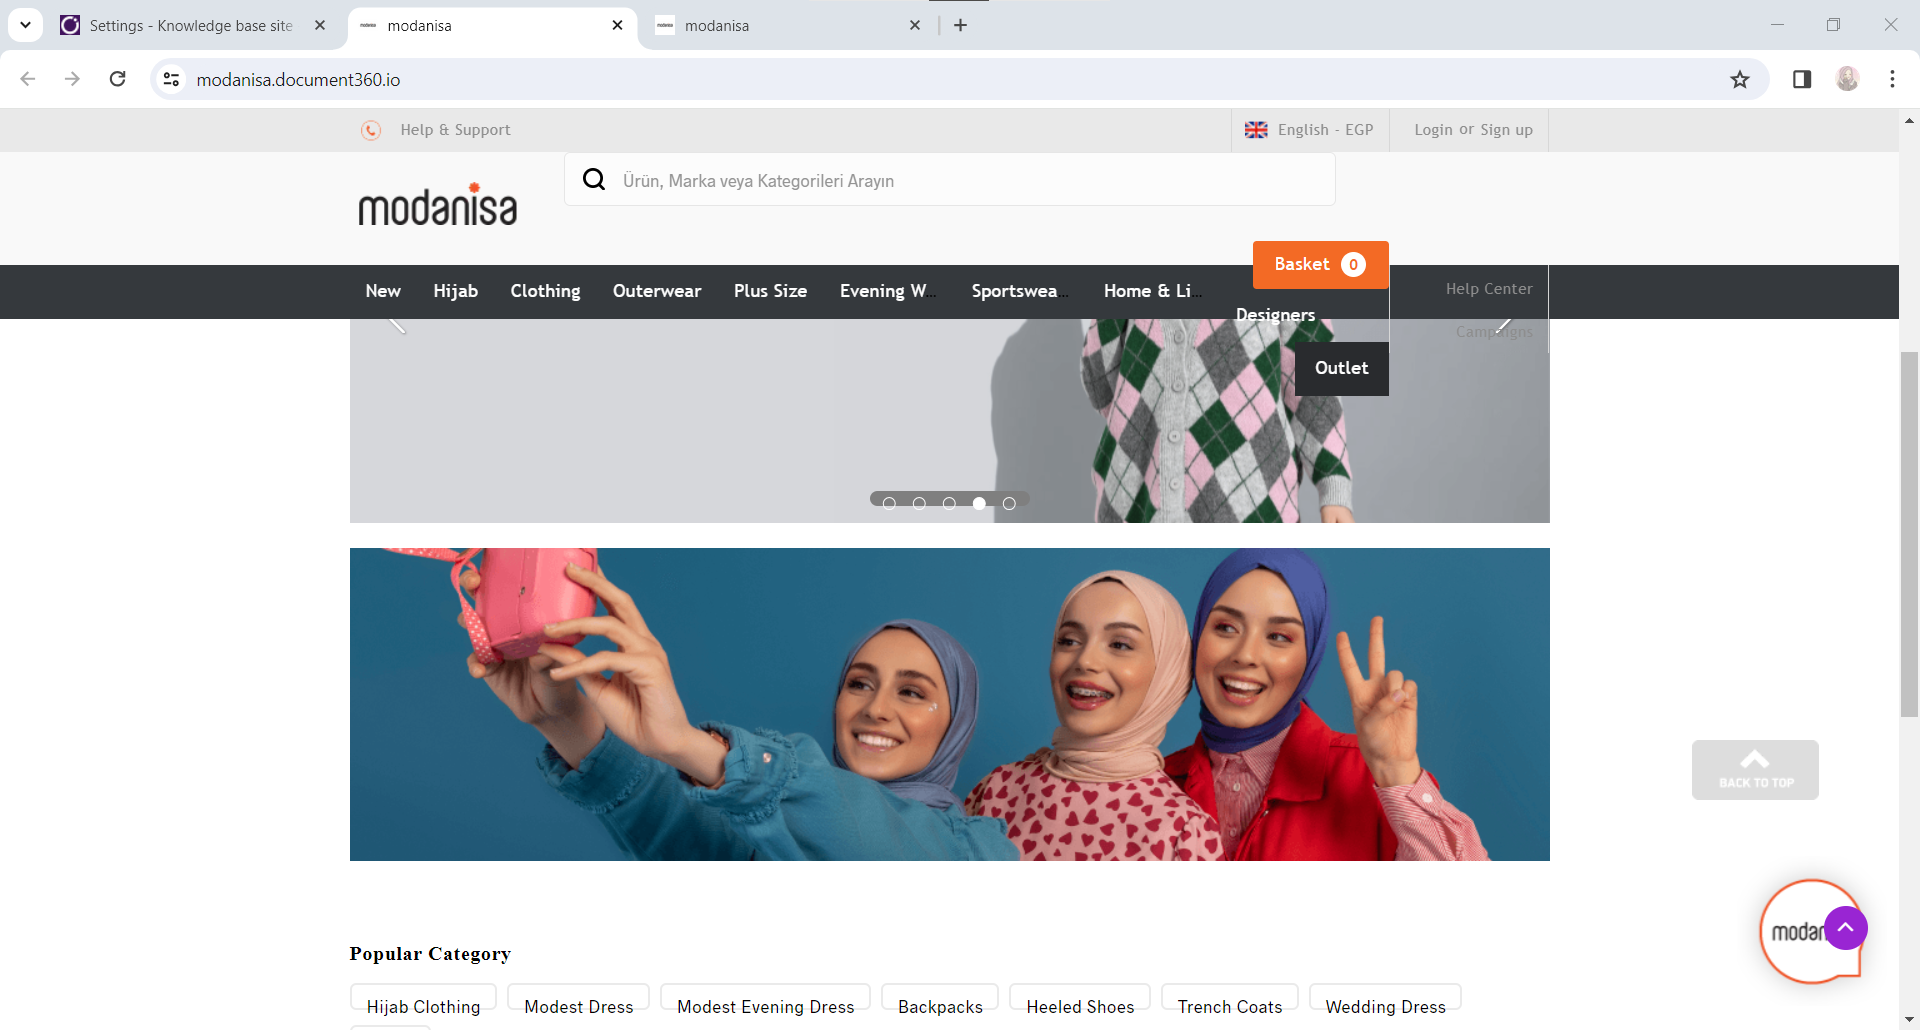 Settings - Knowledge base site
modanisa
modanisa
modanisa.document360.io
Help & Support
English - EGP
Login or Sign up
modanisa
Ürün, Marka veya Kategorileri Arayın
Basket 0
New
Hijab
Clothing
Outerwear
Plus Size
Evening W...
Sportswea...
Home & Li...
Designers
Outlet
Help Center
Campaigns
BACK TO TOP
modan
Popular Category
Hijab Clothing
Modest Dress
Modest Evening Dress
Backpacks
Heeled Shoes
Trench Coats
Wedding Dress